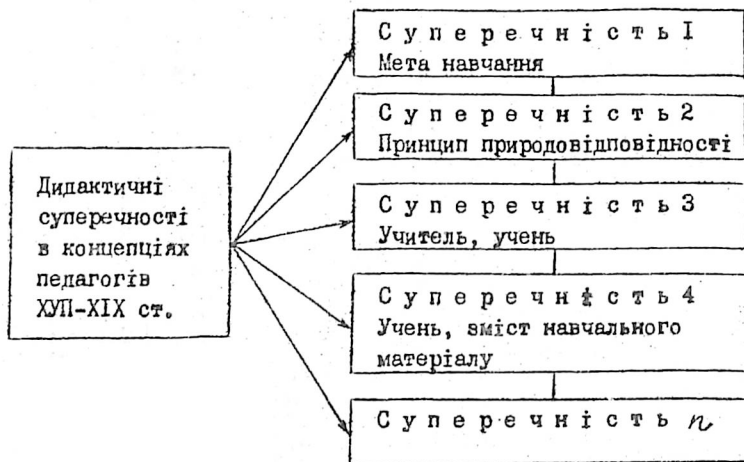 Дидактичні
суперечності
в концепціях
педагогів
ХУП-ХІХ ст.
Суперечність 1
Мета навчання
Суперечність 2
Принцип природовідповідності
Суперечність 3
Учитель, учень
Суперечність 4
Учень, зміст навчального
матеріалу
Суперечність n